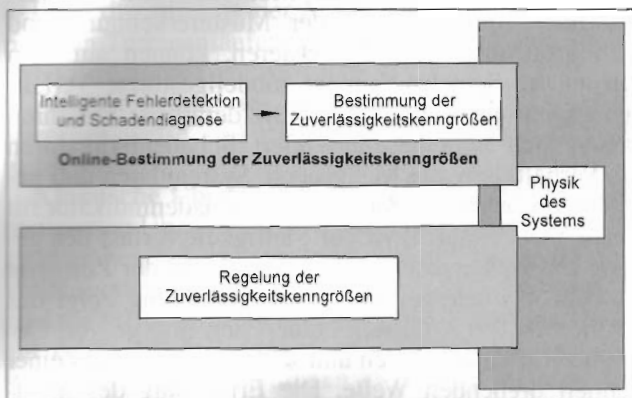 Intelligente Fehlerdetektion
und Schadendiagnose
Bestimmung der
Zuverlässigkeitskenngrößen
Online-Bestimmung der Zuverlässigkeitskenngrößen
Physik
des
Systems
Regelung der
Zuverlässigkeitskenngrößen